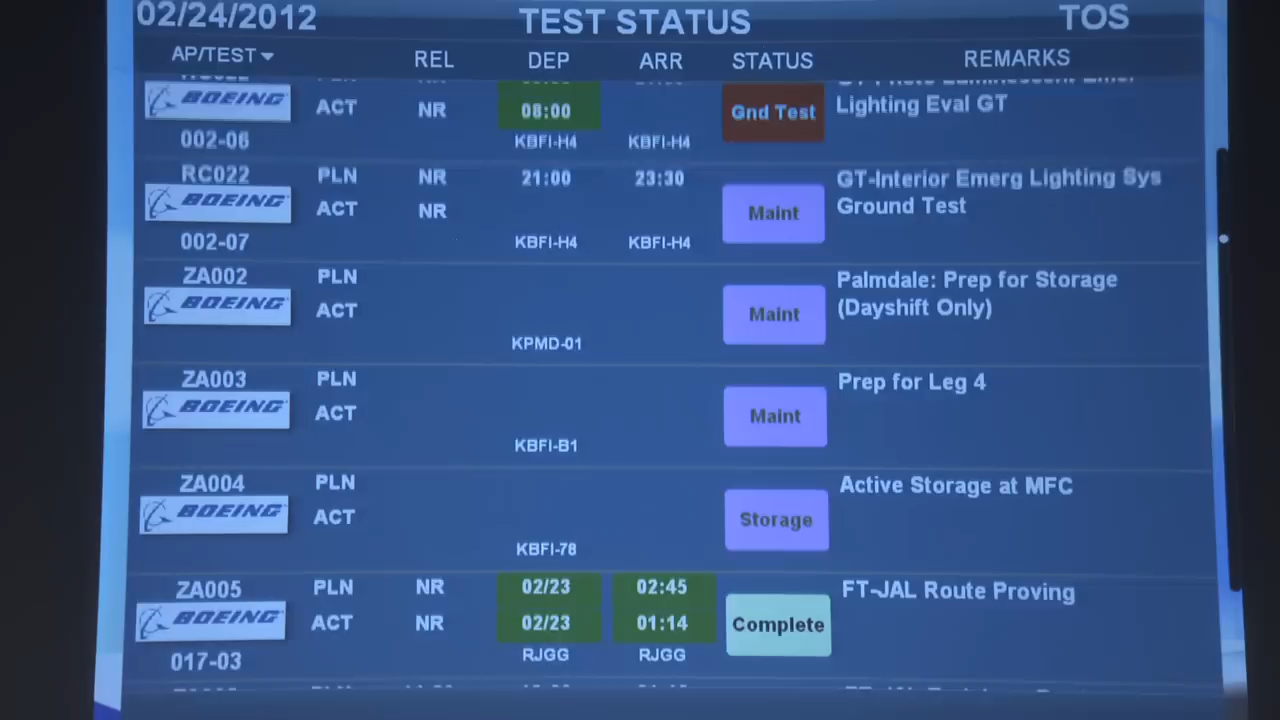 02/24/2012 TEST STATUS TOS
AP/TEST REL DEP ARR STATUS REMARKS
BOEING ACT NR 08:00 Gnd Test Lighting Eval GT
002-06 KBFI-H4 KBFI-H4
RC022 PLN NR 21:00 23:30 GT-Interior Emerg Lighting Sys
BOEING ACT NR Maint Ground Test
002-07 KBFI-H4 KBFI-H4
ZA002 PLN Palmdale: Prep for Storage
BOEING ACT Maint (Dayshift Only)
KPMD-01
ZA003 PLN Prep for Leg 4
BOEING ACT Maint
KBFI-B1
ZA004 PLN Active Storage at MFC
BOEING ACT Storage
KBFI-78
ZA005 PLN NR 02/23 02:45 FT-JAL Route Proving
BOEING ACT NR 02/23 01:14 Complete
017-03 RJGG RJGG